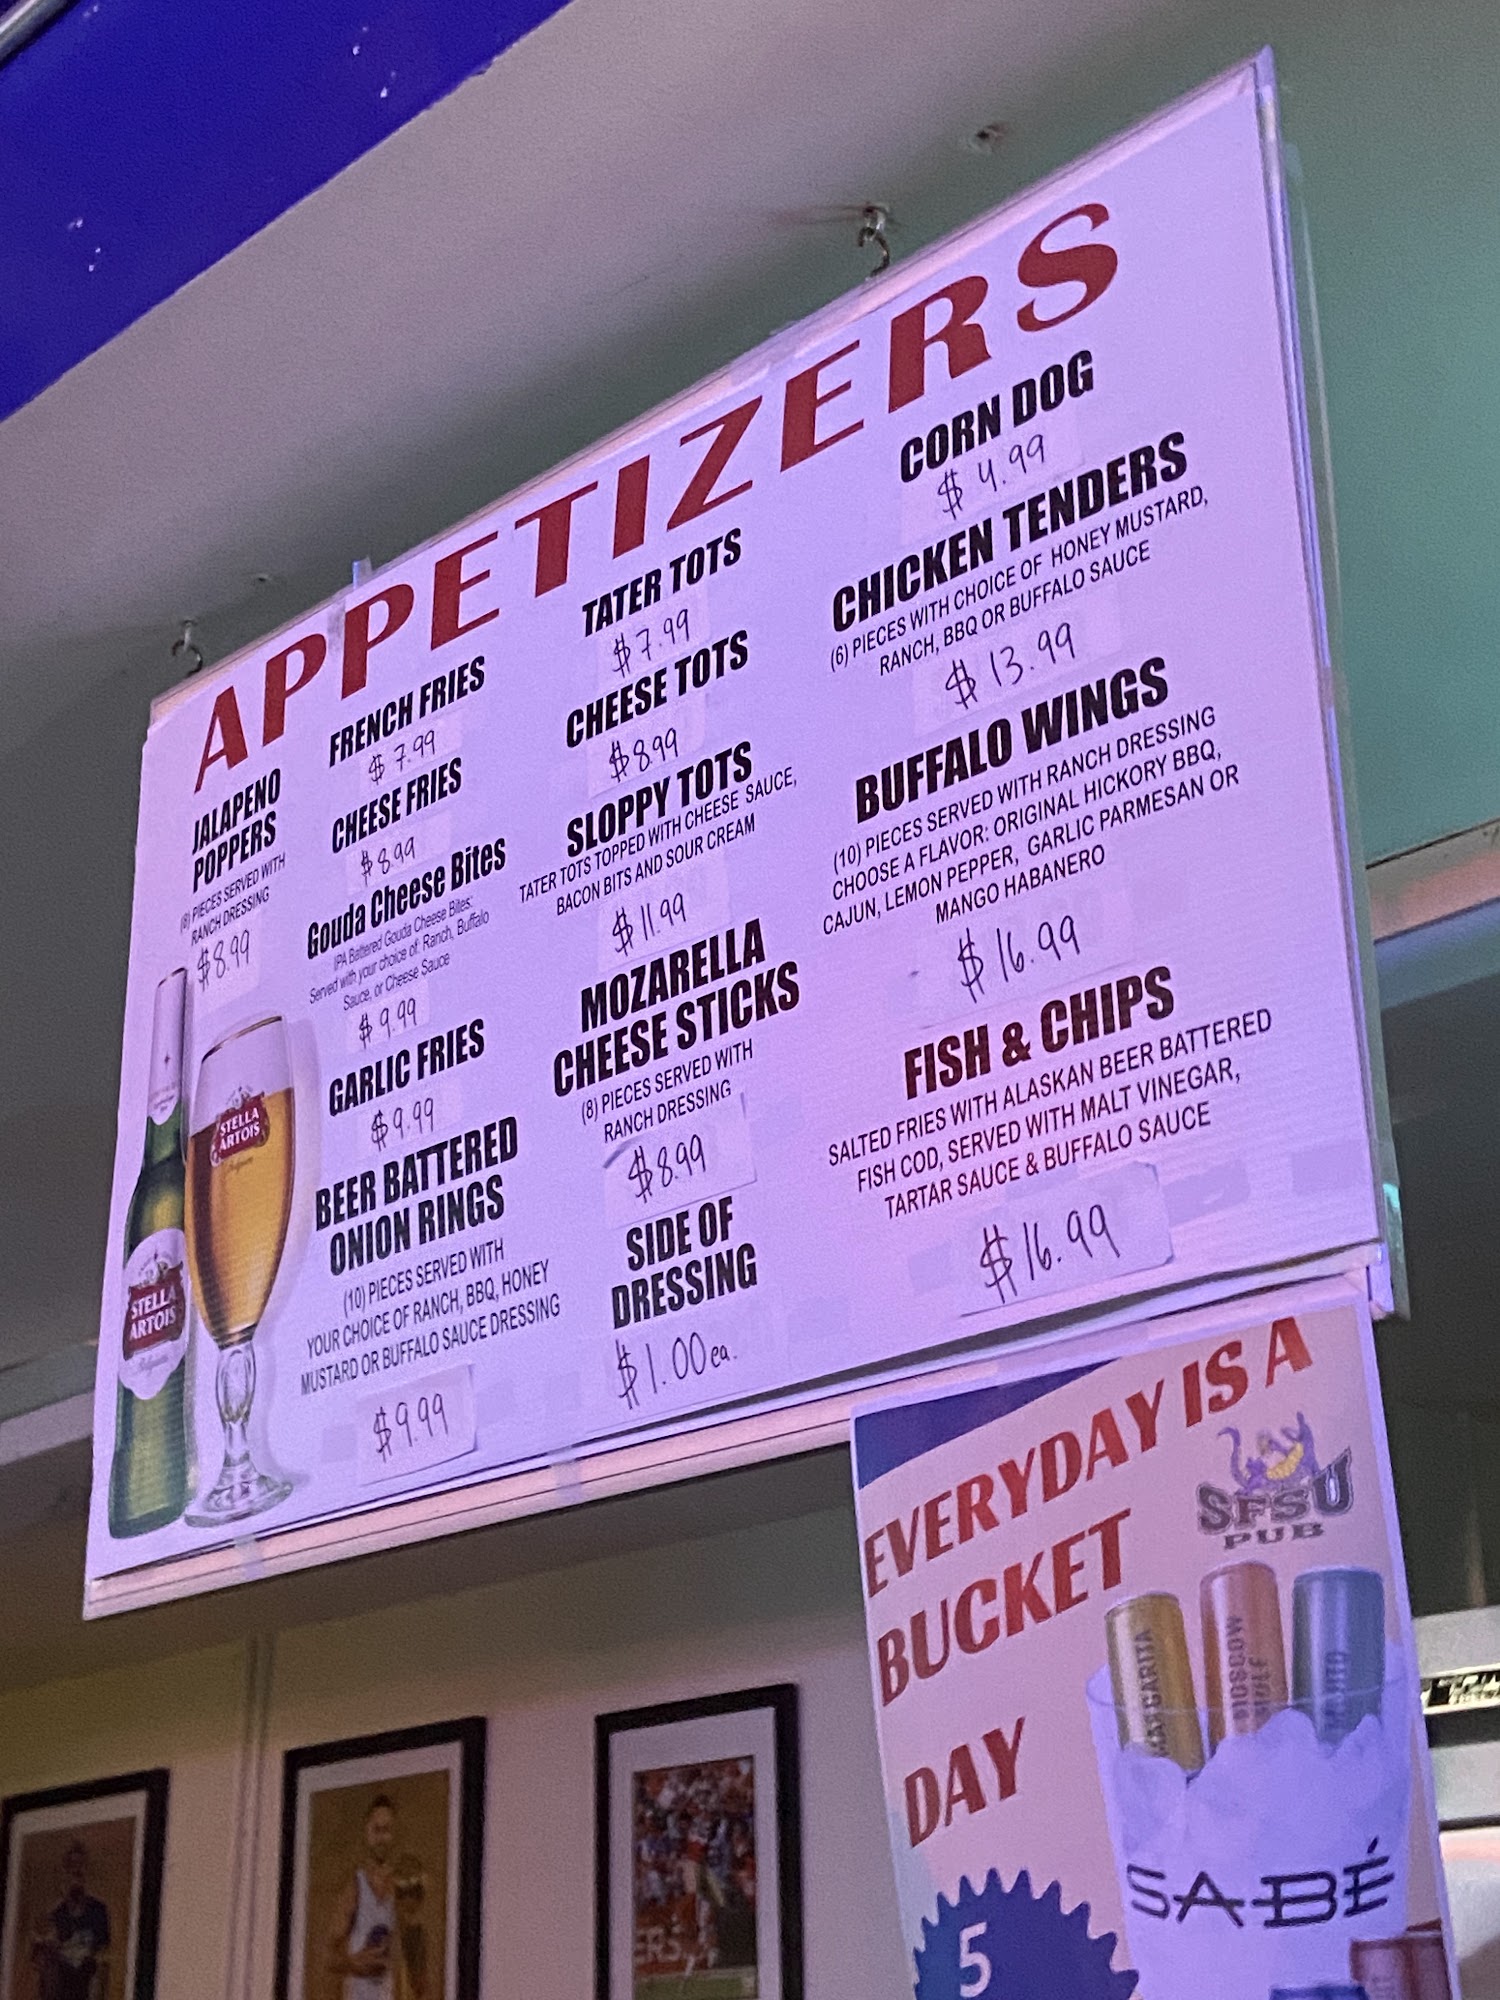 APPETIZERS
JALAPENO
POPPERS
(8) PIECES SERVED WITH
RANCH DRESSING
$8.99
FRENCH FRIES
$7.99
CHEESE FRIES
$8.99
Gouda Cheese Bites
IPA Battered Gouda Cheese Bites:
Served with your choice of: Ranch, Buffalo
Sauce, or Cheese Sauce
$9.99
GARLIC FRIES
$9.99
BEER BATTERED
ONION RINGS
(10) PIECES SERVED WITH
YOUR CHOICE OF RANCH, BBQ, HONEY
MUSTARD OR BUFFALO SAUCE DRESSING
$9.99
TATER TOTS
$7.99
CHEESE TOTS
$8.99
SLOPPY TOTS
TATER TOTS TOPPED WITH CHEESE SAUCE,
BACON BITS AND SOUR CREAM
$11.99
MOZARELLA
CHEESE STICKS
(8) PIECES SERVED WITH
RANCH DRESSING
$8.99
SIDE OF
DRESSING
$1.00 ea.
CORN DOG
$4.99
CHICKEN TENDERS
(6) PIECES WITH CHOICE OF HONEY MUSTARD,
RANCH, BBQ OR BUFFALO SAUCE
$13.99
BUFFALO WINGS
(10) PIECES SERVED WITH RANCH DRESSING
CHOOSE A FLAVOR: ORIGINAL HICKORY BBQ,
CAJUN, LEMON PEPPER, GARLIC PARMESAN OR
MANGO HABANERO
$16.99
FISH & CHIPS
SALTED FRIES WITH ALASKAN BEER BATTERED
FISH COD, SERVED WITH MALT VINEGAR,
TARTAR SAUCE & BUFFALO SAUCE
$16.99
STELLA
ARTOIS
STELLA
ARTOIS
EVERYDAY IS A
BUCKET
DAY
SFSU
PUB
MARGARITA
MOSCOW
MULE
MOJITO
SABÉ
5
ERS